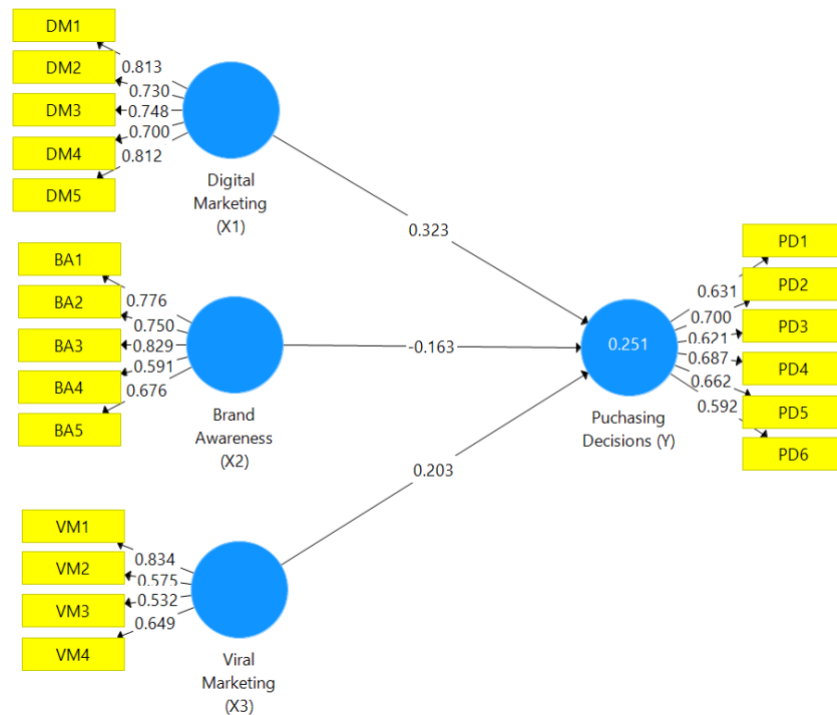 DM1
DM2
DM3
DM4
DM5
0.813
0.730
0.748
0.700
0.812
Digital
Marketing
(X1)
0.323
BA1
BA2
BA3
BA4
BA5
0.776
0.750
0.829
0.591
0.676
Brand
Awareness
(X2)
-0.163
VM1
VM2
VM3
VM4
0.834
0.575
0.532
0.649
Viral
Marketing
(X3)
0.203
0.251
Puchasing
Decisions (Y)
0.631
0.700
0.621
0.687
0.662
0.592
PD1
PD2
PD3
PD4
PD5
PD6